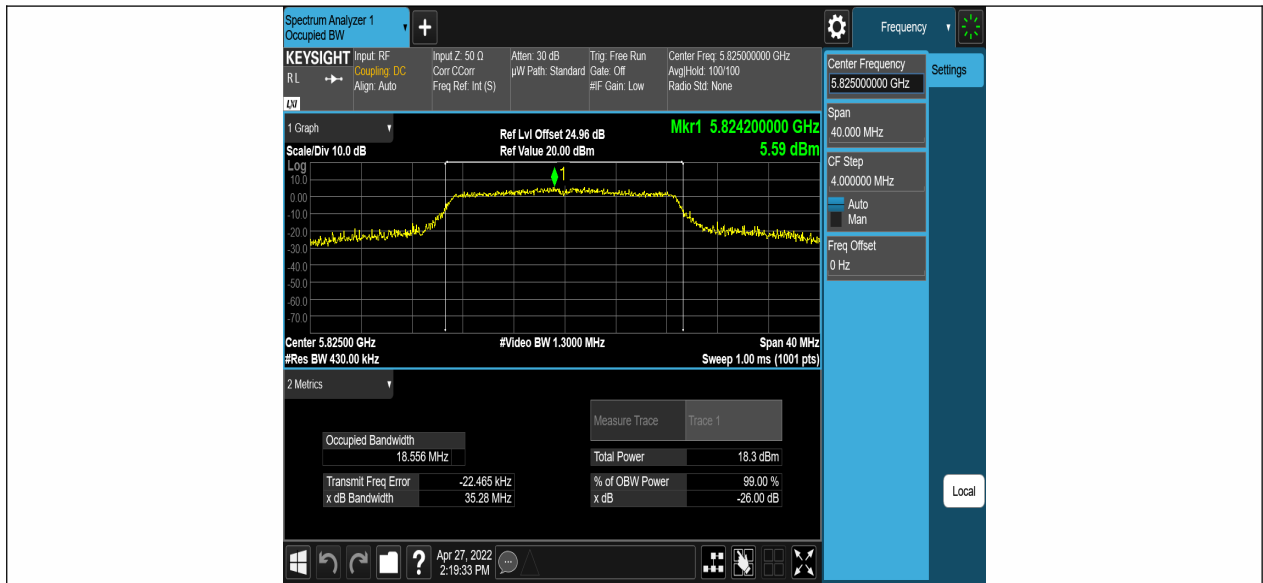 Spectrum Analyzer 1
Occupied BW
+
Frequency
KEYSIGHT
RL
LXI
Input: RF
Coupling: DC
Align: Auto
Input Z: 50 Ω
Corr CCorr
Freq Ref: Int (S)
Atten: 30 dB
µW Path: Standard
Trig: Free Run
Gate: Off
#IF Gain: Low
Center Freq: 5.825000000 GHz
Avg|Hold: 100/100
Radio Std: None
Center Frequency
5.825000000 GHz
Settings
Span
40.000 MHz
CF Step
4.000000 MHz
Auto
Man
Freq Offset
0 Hz
Local
1 Graph
Scale/Div 10.0 dB
Ref Lvl Offset 24.96 dB
Ref Value 20.00 dBm
Mkr1 5.824200000 GHz
5.59 dBm
Log
1
10.0
0.00
-10.0
-20.0
-30.0
-40.0
-50.0
-60.0
-70.0
Center 5.82500 GHz
#Video BW 1.3000 MHz
Span 40 MHz
#Res BW 430.00 kHz
Sweep 1.00 ms (1001 pts)
2 Metrics
Measure Trace Trace 1
Occupied Bandwidth
18.556 MHz
Total Power 18.3 dBm
Transmit Freq Error -22.465 kHz
% of OBW Power 99.00 %
x dB Bandwidth 35.28 MHz
x dB -26.00 dB
?
Apr 27, 2022
2:19:33 PM